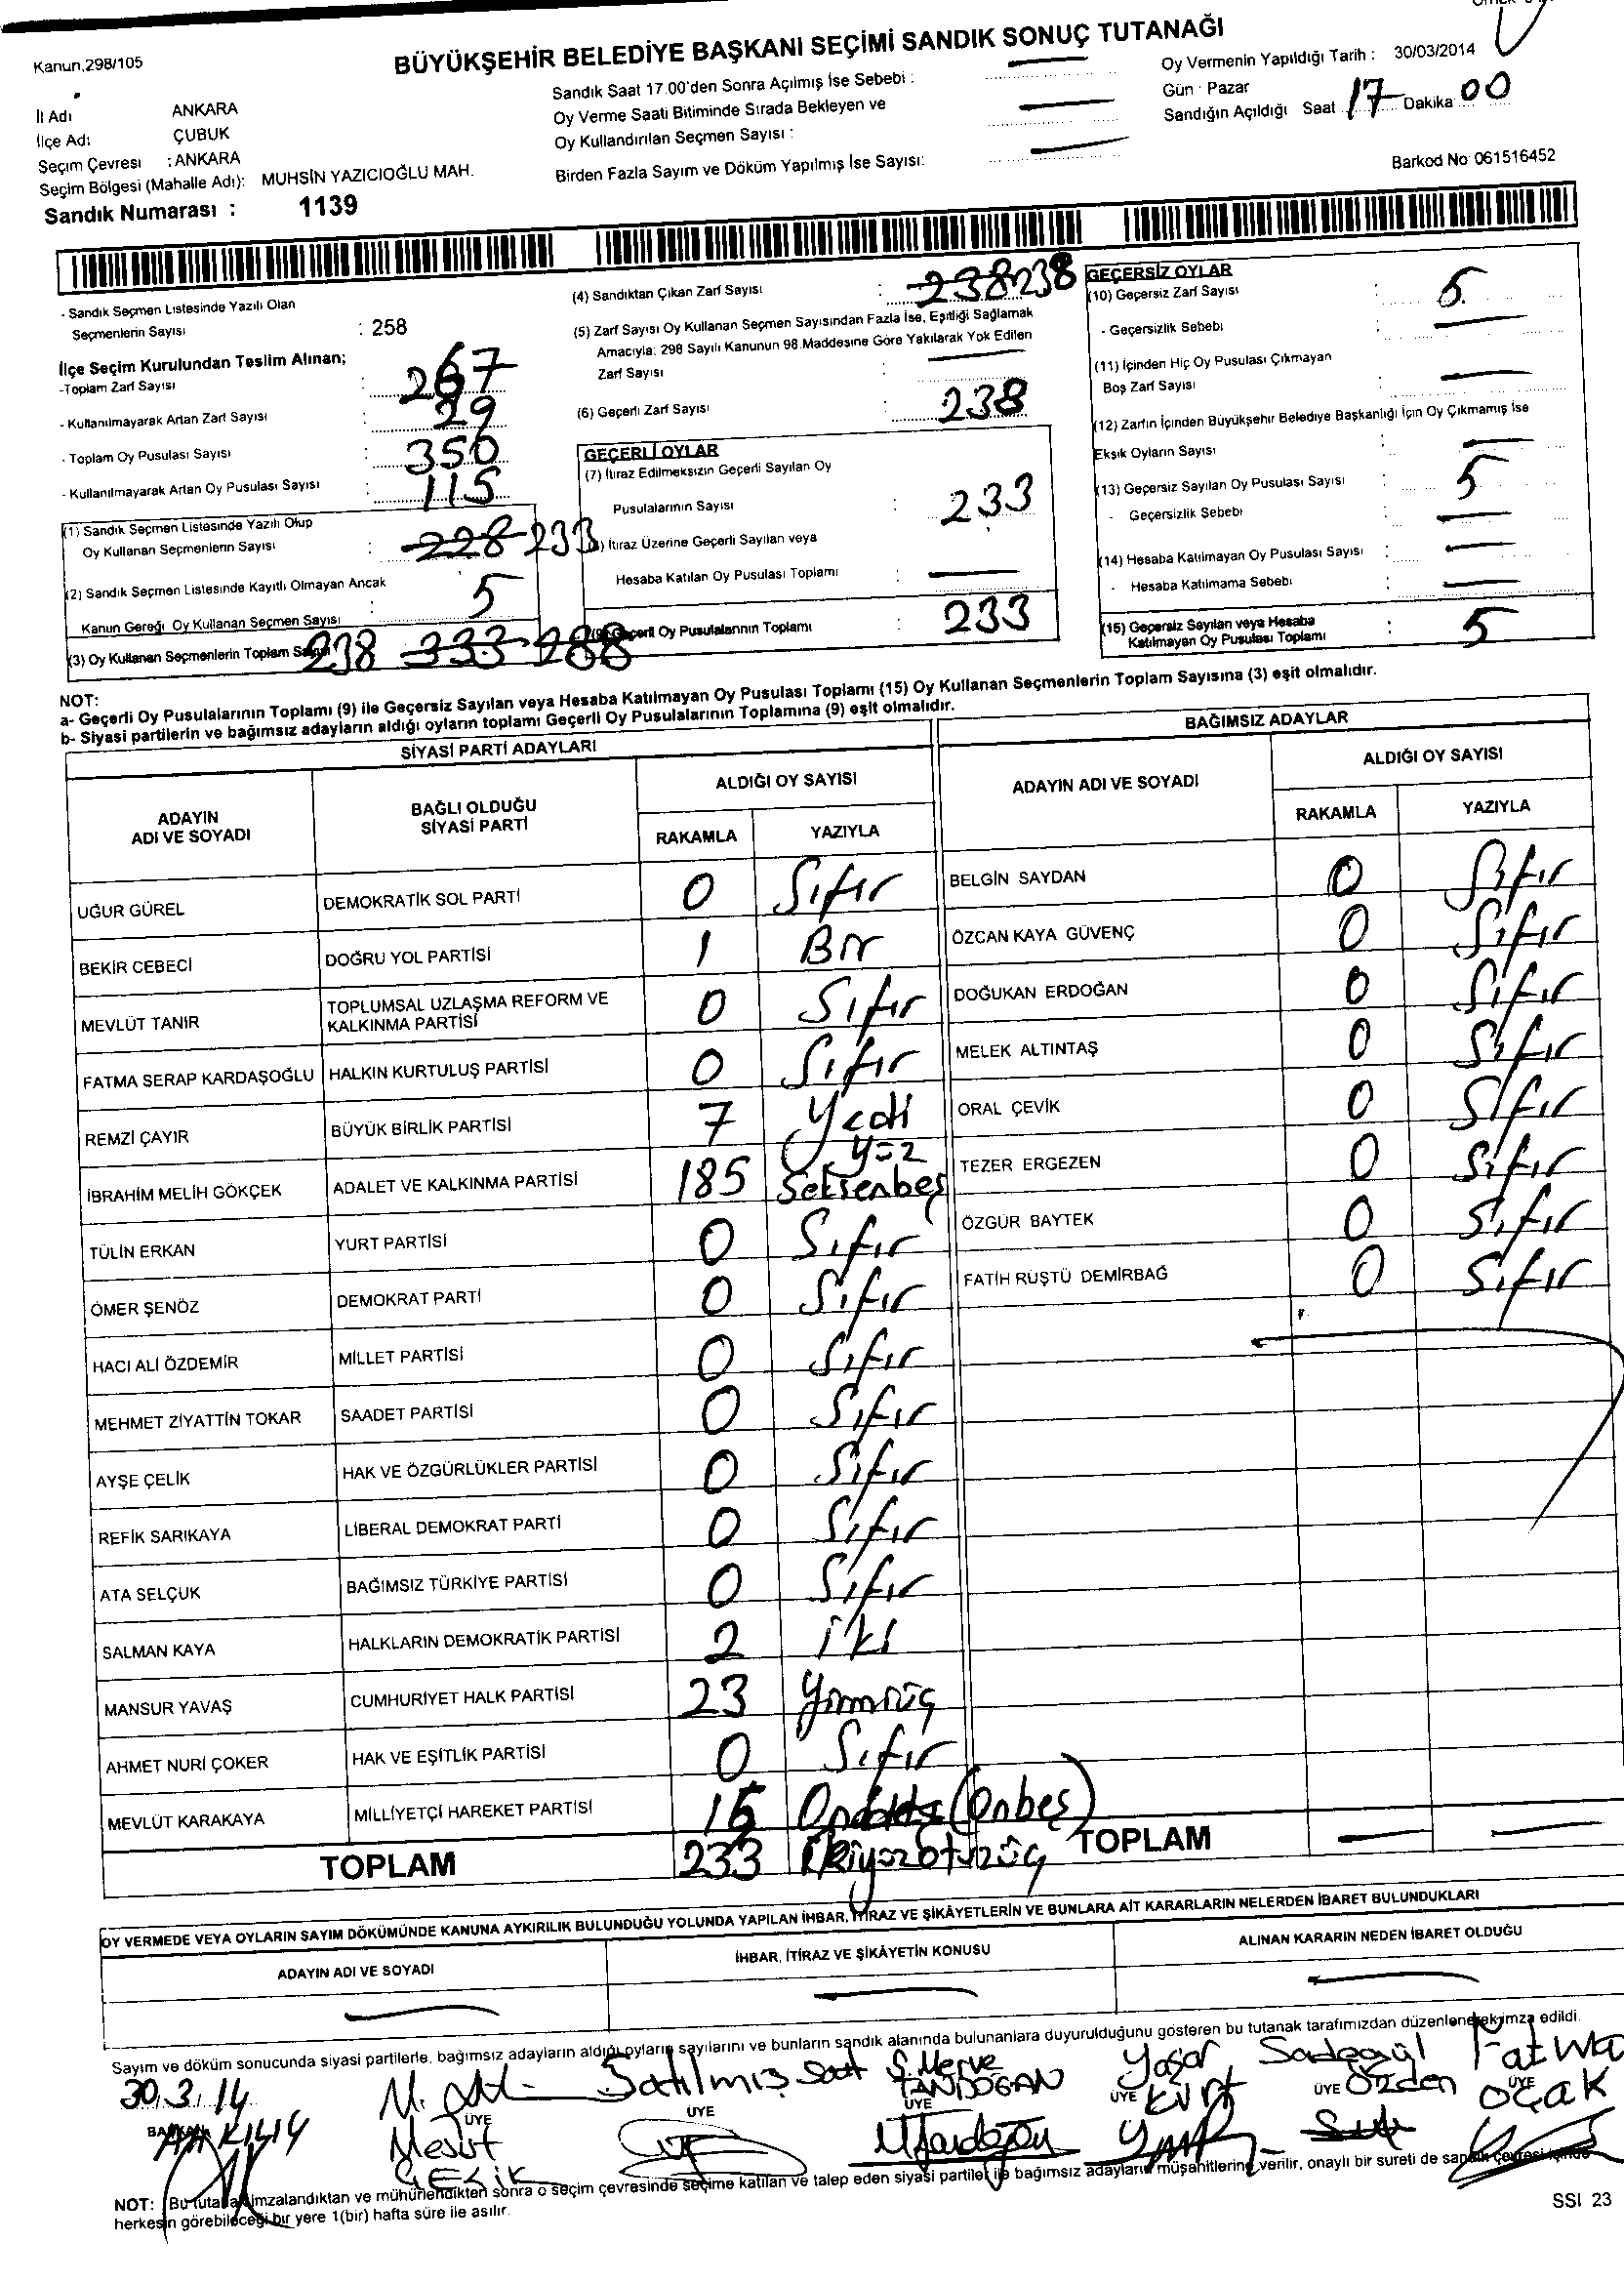 Kanun,298/105
BÜYÜKŞEHİR BELEDİYE BAŞKANI SEÇİMİ SANDIK SONUÇ TUTANAĞI
Oy Vermenin Yapıldığı Tarih : 30/03/2014
Gün : Pazar
Sandığın Açıldığı Saat 17 Dakika 00
Sandık Saat 17.00'den Sonra Açılmış İse Sebebi : —
Oy Verme Saati Bitiminde Sırada Bekleyen ve
Oy Kullandırılan Seçmen Sayısı : —
Birden Fazla Sayım ve Döküm Yapılmış İse Sayısı: —
İl Adı ANKARA
İlçe Adı ÇUBUK
Seçim Çevresi : ANKARA
Seçim Bölgesi (Mahalle Adı): MUHSİN YAZICIOĞLU MAH.
Sandık Numarası : 1139
Barkod No 061516452
- Sandık Seçmen Listesinde Yazılı Olan
Seçmenlerin Sayısı : 258
İlçe Seçim Kurulundan Teslim Alınan;
-Toplam Zarf Sayısı : 267
- Kullanılmayarak Artan Zarf Sayısı : 29
- Toplam Oy Pusulası Sayısı : 350
- Kullanılmayarak Artan Oy Pusulası Sayısı : 115
(1) Sandık Seçmen Listesinde Yazılı Olup
Oy Kullanan Seçmenlerin Sayısı : 228 233
(2) Sandık Seçmen Listesinde Kayıtlı Olmayan Ancak
Kanun Gereği Oy Kullanan Seçmen Sayısı : 5
(3) Oy Kullanan Seçmenlerin Toplam Sayısı 238 333 288
(4) Sandıktan Çıkan Zarf Sayısı : 238 238
(5) Zarf Sayısı Oy Kullanan Seçmen Sayısından Fazla İse, Eşitliği Sağlamak
Amacıyla; 298 Sayılı Kanunun 98.Maddesine Göre Yakılarak Yok Edilen
Zarf Sayısı : —
(6) Geçerli Zarf Sayısı : 238
GEÇERLİ OYLAR
(7) İtiraz Edilmeksizin Geçerli Sayılan Oy
Pusulalarının Sayısı : 233
(8) İtiraz Üzerine Geçerli Sayılan veya
Hesaba Katılan Oy Pusulası Toplamı : —
(9) Geçerli Oy Pusulalarının Toplamı : 233
GEÇERSİZ OYLAR
(10) Geçersiz Zarf Sayısı : 5
- Geçersizlik Sebebi : —
(11) İçinden Hiç Oy Pusulası Çıkmayan
Boş Zarf Sayısı : —
(12) Zarfın İçinden Büyükşehir Belediye Başkanlığı İçin Oy Çıkmamış İse
Eksik Oyların Sayısı : —
(13) Geçersiz Sayılan Oy Pusulası Sayısı : 5
- Geçersizlik Sebebi : —
(14) Hesaba Katılmayan Oy Pusulası Sayısı : —
- Hesaba Katılmama Sebebi : —
(15) Geçersiz Sayılan veya Hesaba
Katılmayan Oy Pusulası Toplamı : 5
NOT:
a- Geçerli Oy Pusulalarının Toplamı (9) ile Geçersiz Sayılan veya Hesaba Katılmayan Oy Pusulası Toplamı (15) Oy Kullanan Seçmenlerin Toplam Sayısına (3) eşit olmalıdır.
b- Siyasi partilerin ve bağımsız adayların aldığı oyların toplamı Geçerli Oy Pusulalarının Toplamına (9) eşit olmalıdır.
SİYASİ PARTİ ADAYLARI
ADAYIN ADI VE SOYADI BAĞLI OLDUĞU SİYASİ PARTİ ALDIĞI OY SAYISI RAKAMLA YAZIYLA
UĞUR GÜREL DEMOKRATİK SOL PARTİ 0 Sıfır
BEKİR CEBECİ DOĞRU YOL PARTİSİ 1 Bir
MEVLÜT TANIR TOPLUMSAL UZLAŞMA REFORM VE KALKINMA PARTİSİ 0 Sıfır
FATMA SERAP KARDAŞOĞLU HALKIN KURTULUŞ PARTİSİ 0 Sıfır
REMZİ ÇAYIR BÜYÜK BİRLİK PARTİSİ 7 Yedi
İBRAHİM MELİH GÖKÇEK ADALET VE KALKINMA PARTİSİ 185 yüz Seksenbeş
TÜLİN ERKAN YURT PARTİSİ 0 Sıfır
ÖMER ŞENÖZ DEMOKRAT PARTİ 0 Sıfır
HACI ALİ ÖZDEMİR MİLLET PARTİSİ 0 Sıfır
MEHMET ZİYATTİN TOKAR SAADET PARTİSİ 0 Sıfır
AYŞE ÇELİK HAK VE ÖZGÜRLÜKLER PARTİSİ 0 Sıfır
REFİK SARIKAYA LİBERAL DEMOKRAT PARTİ 0 Sıfır
ATA SELÇUK BAĞIMSIZ TÜRKİYE PARTİSİ 0 Sıfır
SALMAN KAYA HALKLARIN DEMOKRATİK PARTİSİ 2 iki
MANSUR YAVAŞ CUMHURİYET HALK PARTİSİ 23 Yirmiüç
AHMET NURİ ÇOKER HAK VE EŞİTLİK PARTİSİ 0 Sıfır
MEVLÜT KARAKAYA MİLLİYETÇİ HAREKET PARTİSİ 15 (Onbeş)
TOPLAM 233 ikiyüzotuzüç
BAĞIMSIZ ADAYLAR
ADAYIN ADI VE SOYADI ALDIĞI OY SAYISI RAKAMLA YAZIYLA
BELGİN SAYDAN 0 Sıfır
ÖZCAN KAYA GÜVENÇ 0 Sıfır
DOĞUKAN ERDOĞAN 0 Sıfır
MELEK ALTINTAŞ 0 Sıfır
ORAL ÇEVİK 0 Sıfır
TEZER ERGEZEN 0 Sıfır
ÖZGÜR BAYTEK 0 Sıfır
FATİH RÜŞTÜ DEMİRBAĞ 0 Sıfır
TOPLAM — —
OY VERMEDE VEYA OYLARIN SAYIM DÖKÜMÜNDE KANUNA AYKIRILIK BULUNDUĞU YOLUNDA YAPILAN İHBAR, İTİRAZ VE ŞİKÂYETLERİN VE BUNLARA AİT KARARLARIN NELERDEN İBARET BULUNDUKLARI
ADAYIN ADI VE SOYADI İHBAR, İTİRAZ VE ŞİKÂYETİN KONUSU ALINAN KARARIN NEDEN İBARET OLDUĞU
— — —
Sayım ve döküm sonucunda siyasi partilerle, bağımsız adayların aldığı oyların sayılarını ve bunların sandık alanında bulunanlara duyurulduğunu gösteren bu tutanak tarafımızdan düzenlenerek imza edildi.
30.3.14 Satılmış S.Merve Yaşar Sadegül Fatma
TANDOĞAN Kurt Özden OÇAK
BAŞKAN ÜYE ÜYE ÜYE ÜYE ÜYE ÜYE
Mesut
NOT: Bu tutanak imzalandıktan ve mühürlendikten sonra o seçim çevresinde seçime katılan ve talep eden siyasi partiler ile bağımsız adayların müşahitlerine verilir, onaylı bir sureti de sandık çevresi içinde
herkesin görebileceği bir yere 1(bir) hafta süre ile asılır.
SSI 23